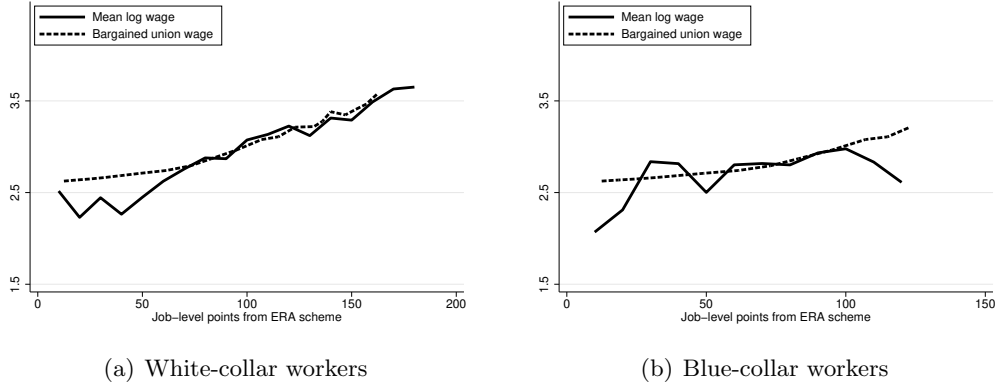 Mean log wage
Bargained union wage
3.5
2.5
1.5
0 50 100 150 200
Job−level points from ERA scheme
(a) White-collar workers
Mean log wage
Bargained union wage
3.5
2.5
1.5
0 50 100 150
Job−level points from ERA scheme
(b) Blue-collar workers